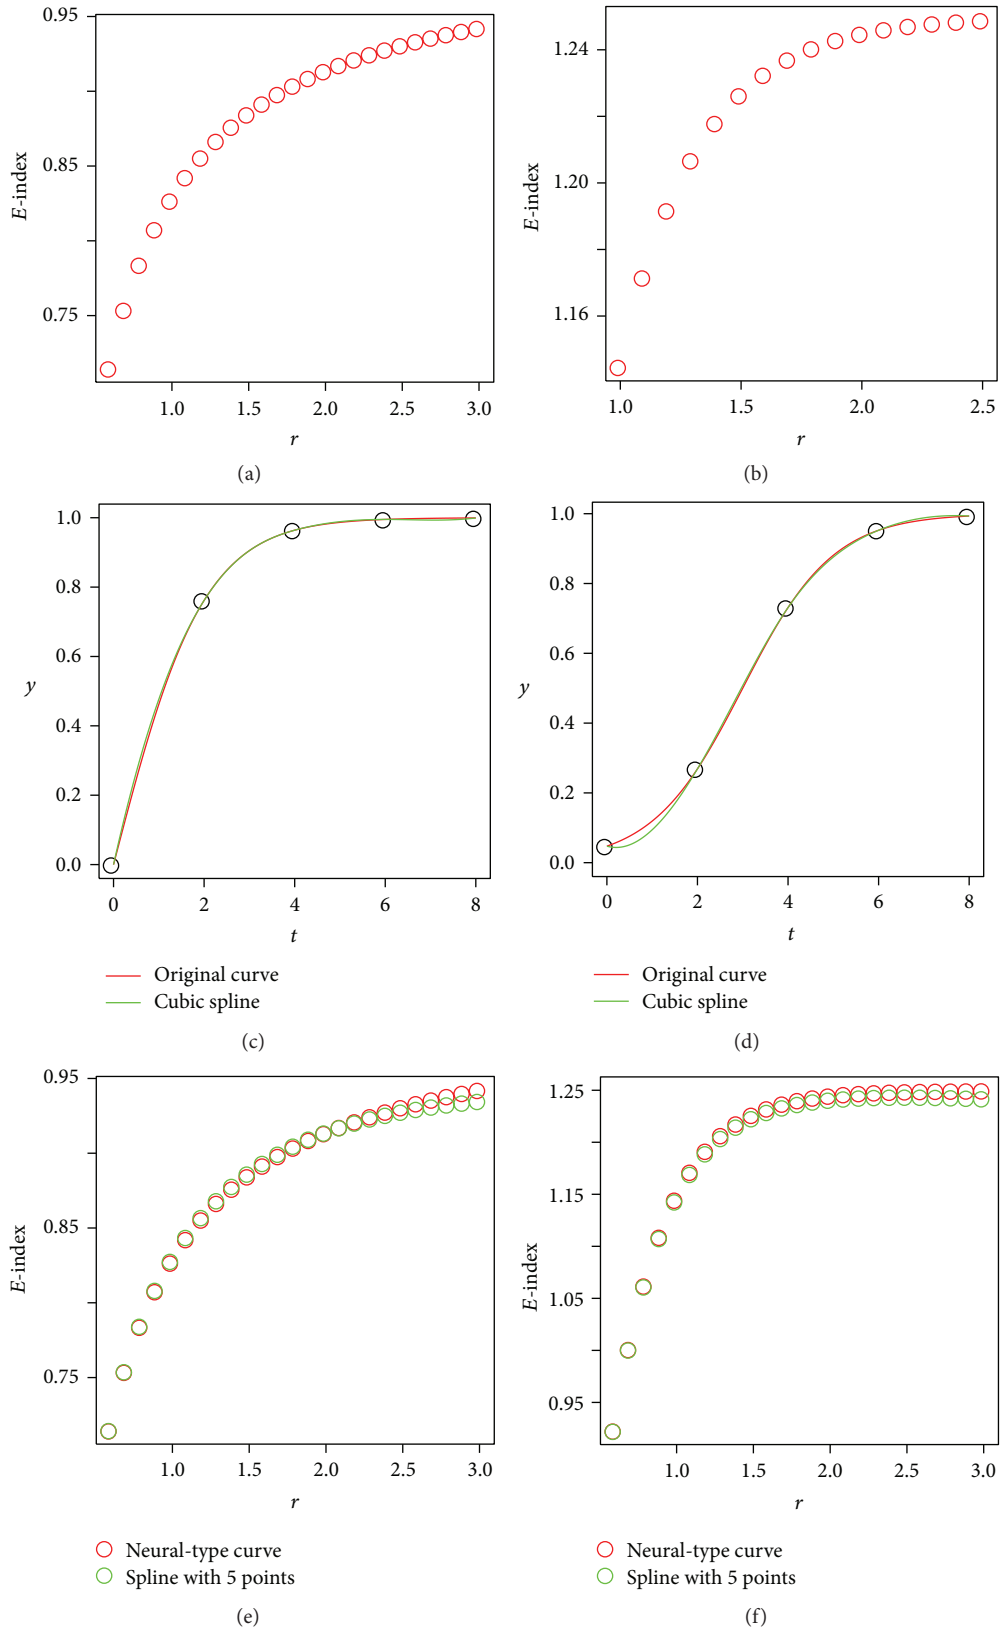 0.95
0.85
0.75
E-index
1.0 1.5 2.0 2.5 3.0
r
(a)
1.24
1.20
1.16
E-index
1.0 1.5 2.0 2.5
r
(b)
1.0
0.8
0.6
0.4
0.2
0.0
y
0 2 4 6 8
t
Original curve
Cubic spline
(c)
1.0
0.8
0.6
0.4
0.2
0.0
y
0 2 4 6 8
t
Original curve
Cubic spline
(d)
0.95
0.85
0.75
E-index
1.0 1.5 2.0 2.5 3.0
r
Neural-type curve
Spline with 5 points
(e)
1.25
1.15
1.05
0.95
E-index
1.0 1.5 2.0 2.5 3.0
r
Neural-type curve
Spline with 5 points
(f)